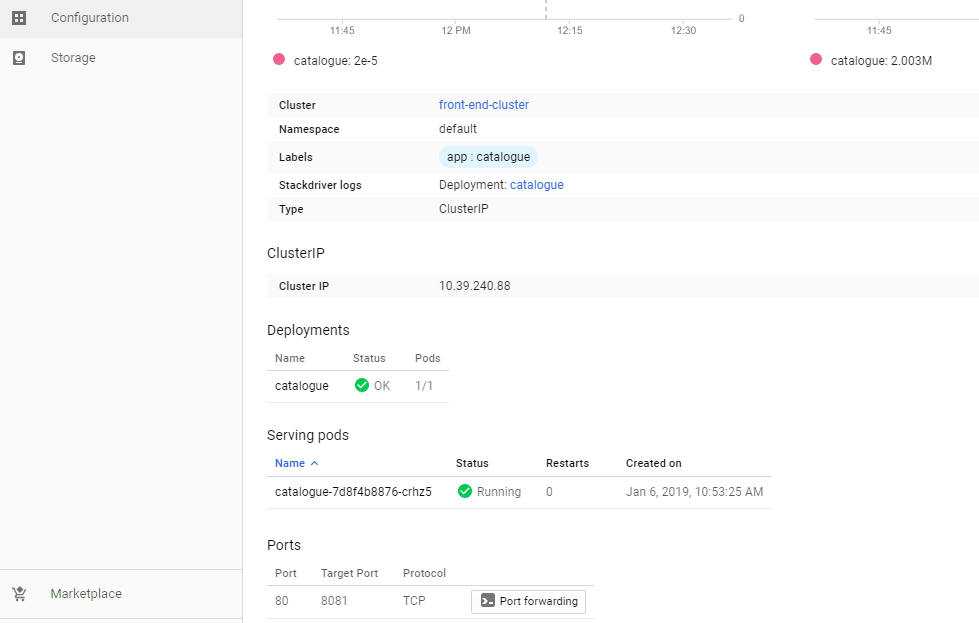 Configuration
Storage
0
11:45 12 PM 12:15 12:30 11:45
catalogue: 2e-5 catalogue: 2.003M
Cluster front-end-cluster
Namespace default
Labels app : catalogue
Stackdriver logs Deployment: catalogue
Type ClusterIP
ClusterIP
Cluster IP 10.39.240.88
Deployments
Name Status Pods
catalogue OK 1/1
Serving pods
Name Status Restarts Created on
catalogue-7d8f4b8876-crhz5 Running 0 Jan 6, 2019, 10:53:25 AM
Ports
Port Target Port Protocol
80 8081 TCP Port forwarding
Marketplace